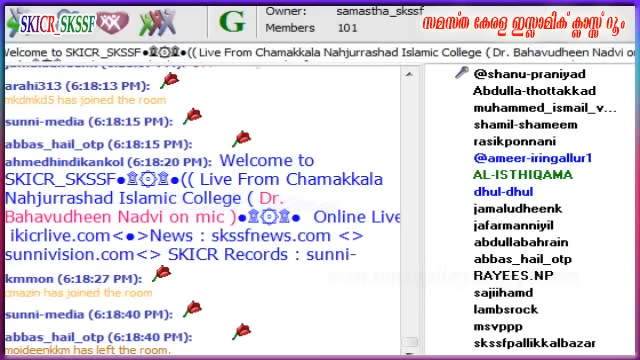 SKICR_SKSSF
G
Owner: samastha_skssf
Members 101
സമസ്ത കേരള ഇസ്ലാമിക് ക്ലാസ്സ് റൂം
Welcome to SKICR_SKSSF●۩۞۩●(( Live From Chamakkala Nahjurrashad Islamic College ( Dr. Bahavudheen Nadvi on
arahi313 (6:18:13 PM):
mkdmkd5 has joined the room
sunni-media (6:18:15 PM):
abbas_hail_otp (6:18:15 PM):
ahmedhindikankol (6:18:20 PM): Welcome to
SKICR_SKSSF●۩۞۩●(( Live From Chamakkala
Nahjurrashad Islamic College ( Dr.
Bahavudheen Nadvi on mic )●۩۞۩● Online Live
ikicrlive.com<●>News : skssfnews.com <>
sunnivision.com<> SKICR Records : sunni-
kmmon (6:18:27 PM):
cmazin has joined the room
sunni-media (6:18:40 PM):
abbas_hail_otp (6:18:40 PM):
moideenkkm has left the room.
@shanu-praniyad
Abdulla-thottakkad
muhammed_ismail_v...
shamil-shameem
rasikponnani
@ameer-iringallur1
AL-ISTHIQAMA
dhul-dhul
jamaludheenk
jafarmanniyil
abdullabahrain
abbas_hail_otp
RAYEES.NP
sajiihamd
lambsrock
msvppp
skssfpallikkalbazar